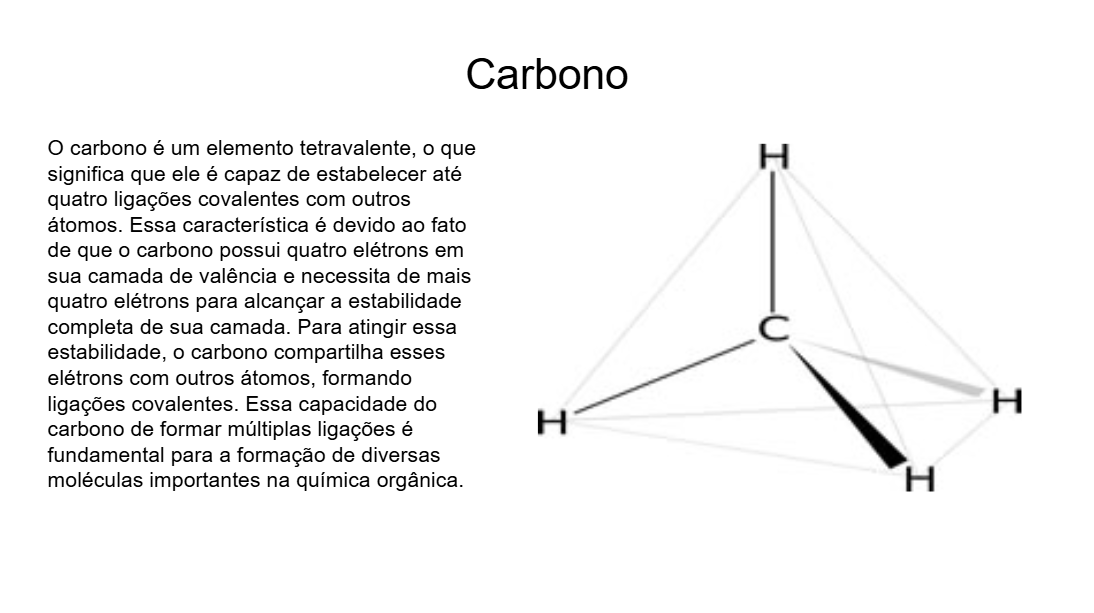 Carbono
O carbono é um elemento tetravalente, o que
significa que ele é capaz de estabelecer até
quatro ligações covalentes com outros
átomos. Essa característica é devido ao fato
de que o carbono possui quatro elétrons em
sua camada de valência e necessita de mais
quatro elétrons para alcançar a estabilidade
completa de sua camada. Para atingir essa
estabilidade, o carbono compartilha esses
elétrons com outros átomos, formando
ligações covalentes. Essa capacidade do
carbono de formar múltiplas ligações é
fundamental para a formação de diversas
moléculas importantes na química orgânica.
H
C
H
H
H